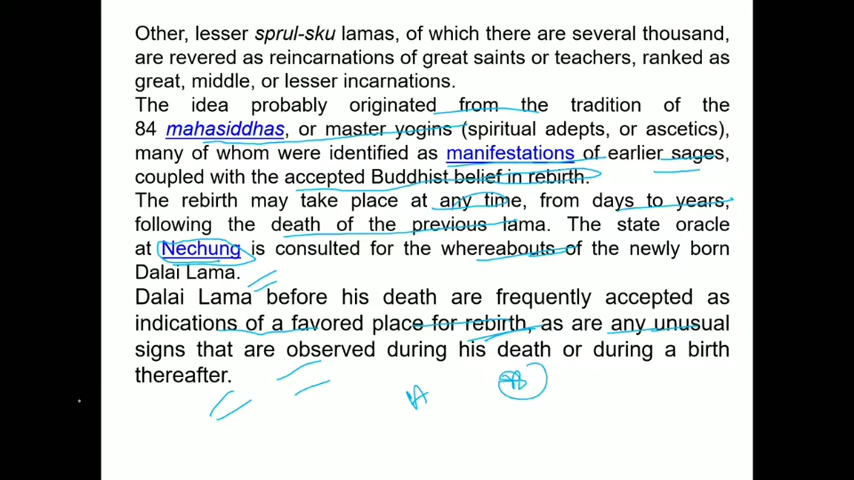 Other, lesser sprul-sku lamas, of which there are several thousand,
are revered as reincarnations of great saints or teachers, ranked as
great, middle, or lesser incarnations.
The idea probably originated from the tradition of the
84 mahasiddhas, or master yogins (spiritual adepts, or ascetics),
many of whom were identified as manifestations of earlier sages,
coupled with the accepted Buddhist belief in rebirth.
The rebirth may take place at any time, from days to years,
following the death of the previous lama. The state oracle
at Nechung is consulted for the whereabouts of the newly born
Dalai Lama.
Dalai Lama before his death are frequently accepted as
indications of a favored place for rebirth, as are any unusual
signs that are observed during his death or during a birth
thereafter.